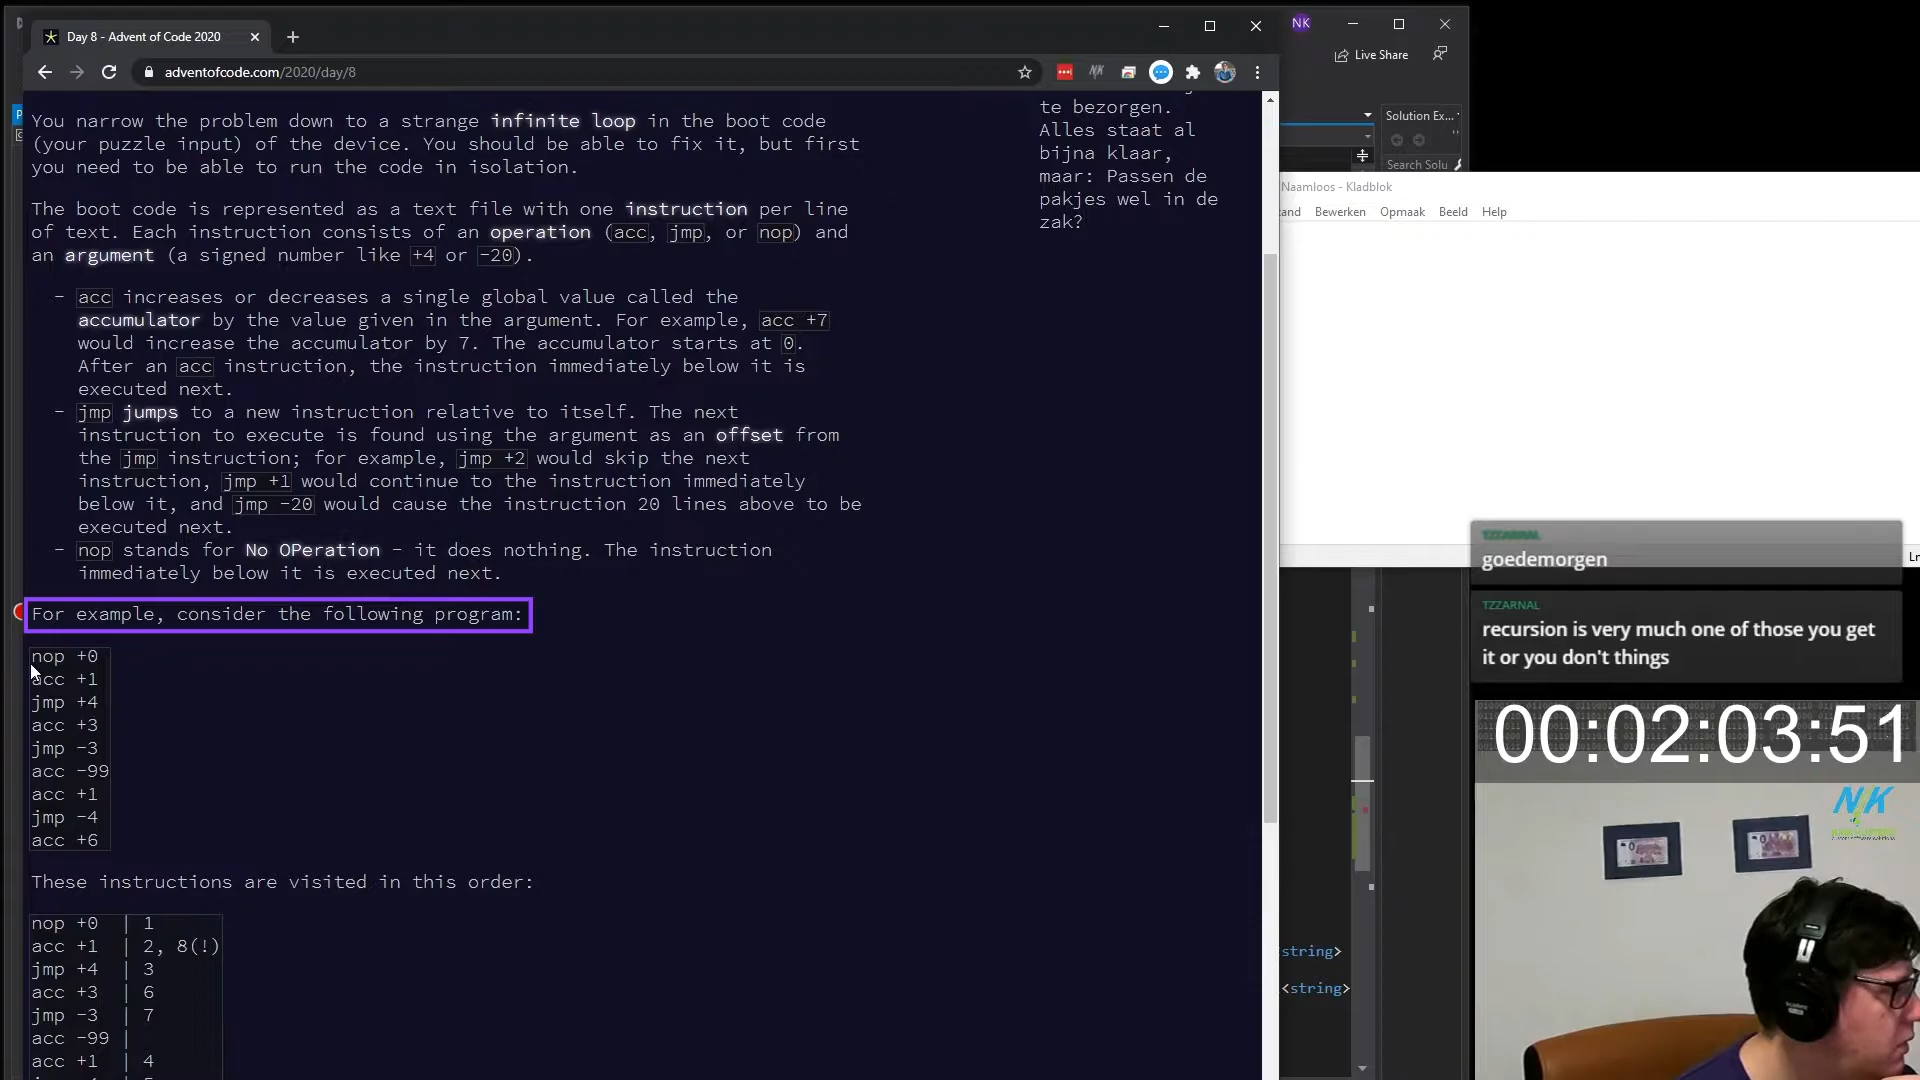 Day 8 - Advent of Code 2020
NK
Live Share
adventofcode.com/2020/day/8
NK
You narrow the problem down to a strange infinite loop in the boot code
(your puzzle input) of the device. You should be able to fix it, but first
you need to be able to run the code in isolation.
The boot code is represented as a text file with one instruction per line
of text. Each instruction consists of an operation (acc, jmp, or nop) and
an argument (a signed number like +4 or -20).
- acc increases or decreases a single global value called the
accumulator by the value given in the argument. For example, acc +7
would increase the accumulator by 7. The accumulator starts at 0.
After an acc instruction, the instruction immediately below it is
executed next.
- jmp jumps to a new instruction relative to itself. The next
instruction to execute is found using the argument as an offset from
the jmp instruction; for example, jmp +2 would skip the next
instruction, jmp +1 would continue to the instruction immediately
below it, and jmp -20 would cause the instruction 20 lines above to be
executed next.
- nop stands for No OPeration - it does nothing. The instruction
immediately below it is executed next.
For example, consider the following program:
nop +0
acc +1
jmp +4
acc +3
jmp -3
acc -99
acc +1
jmp -4
acc +6
These instructions are visited in this order:
nop +0 | 1
acc +1 | 2, 8(!)
jmp +4 | 3
acc +3 | 6
jmp -3 | 7
acc -99 |
acc +1 | 4
te bezorgen.
Alles staat al
bijna klaar,
maar: Passen de
pakjes wel in de
zak?
Solution Ex...
Search Solu
Naamloos - Kladblok
and Bewerken Opmaak Beeld Help
Ln
string>
<string>
TZZARNAL
goedemorgen
TZZARNAL
recursion is very much one of those you get
it or you don't things
00:02:03:51
NK